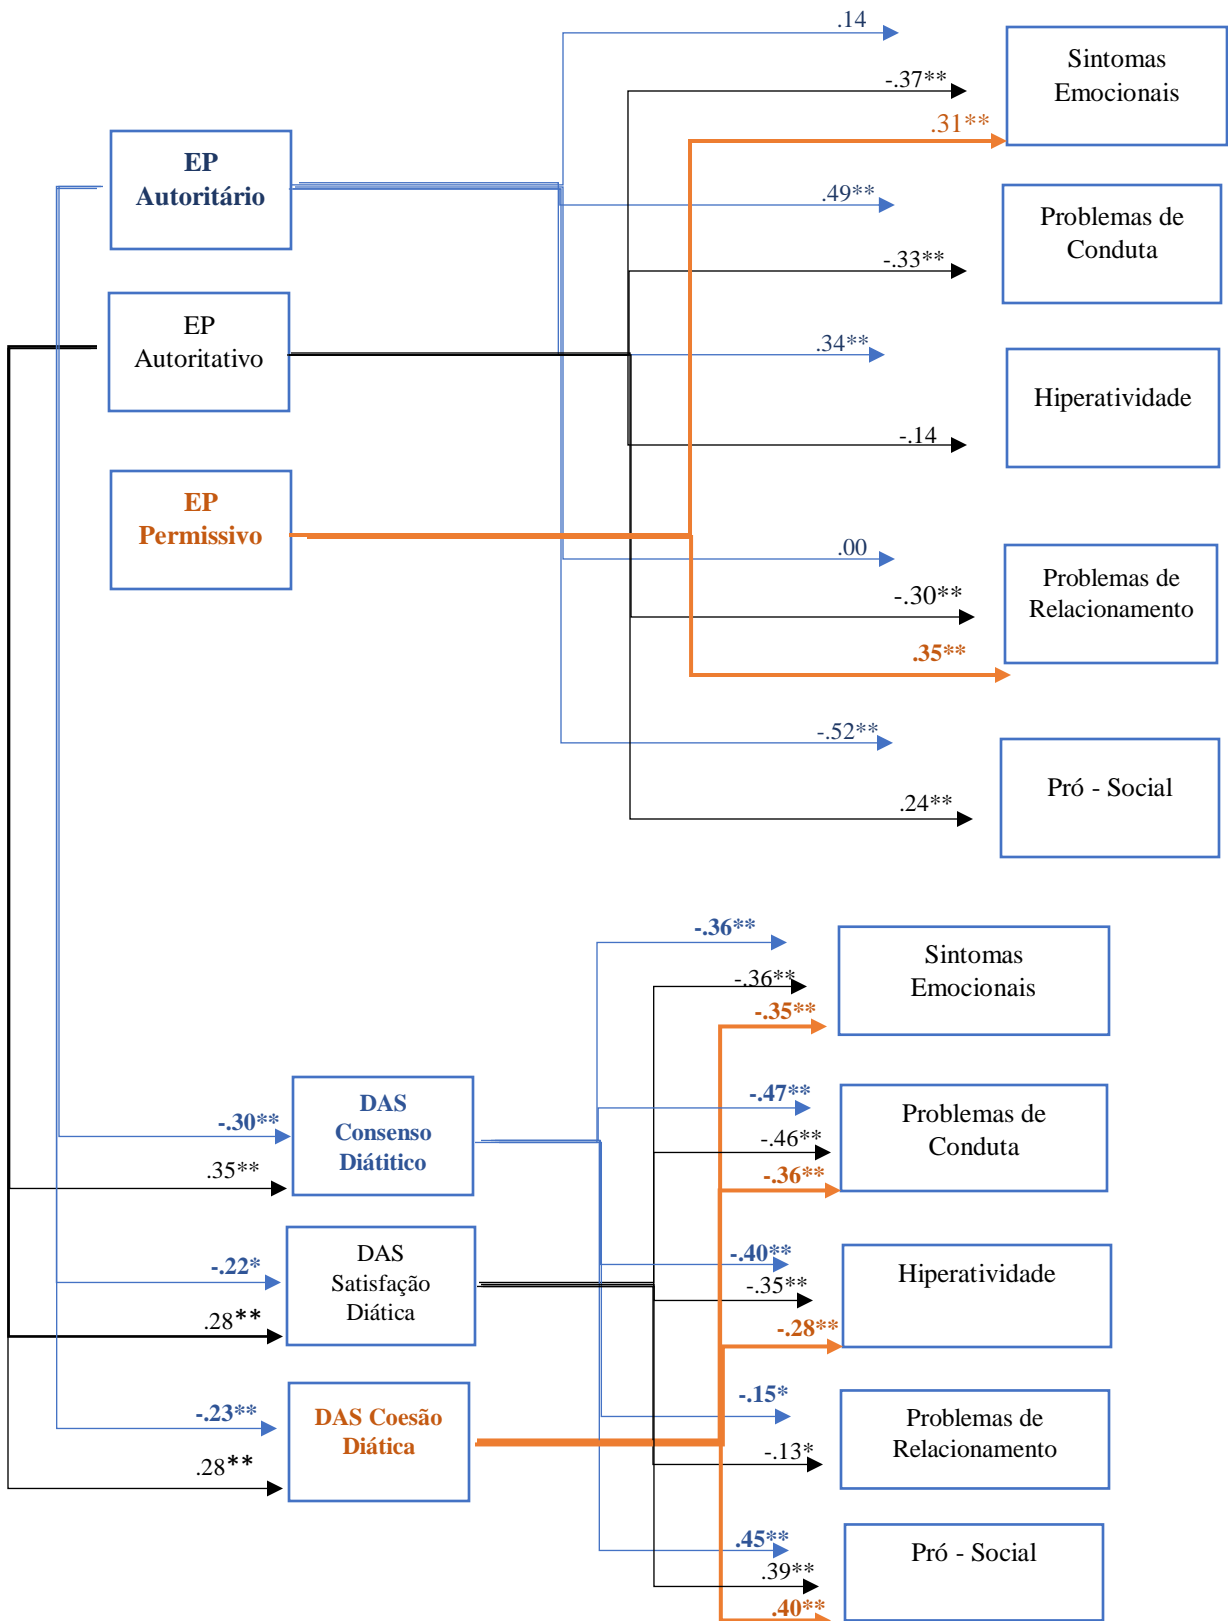 .14
Sintomas
Emocionais
-.37**
.31**
EP
Autoritário
.49**
Problemas de
Conduta
-.33**
EP
Autoritativo
.34**
Hiperatividade
-.14
EP
Permissivo
.00
Problemas de
Relacionamento
-.30**
.35**
-.52**
Pró - Social
.24**
-.36**
Sintomas
Emocionais
-.36**
-.35**
DAS
Consenso
Diátitico
-.30**
.35**
-.47**
Problemas de
Conduta
-.46**
-.36**
DAS
Satisfação
Diática
-.22*
.28**
-.40**
Hiperatividade
-.35**
-.28**
DAS Coesão
Diática
-.23**
.28**
-.15*
Problemas de
Relacionamento
-.13*
.45**
Pró - Social
.39**
.40**